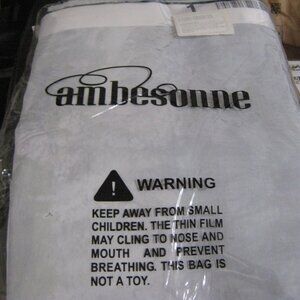 ambesonne
WARNING
KEEP AWAY FROM SMALL
CHILDREN. THE THIN FILM
MAY CLING TO NOSE AND
MOUTH AND PREVENT
BREATHING. THIS BAG IS
NOT A TOY.